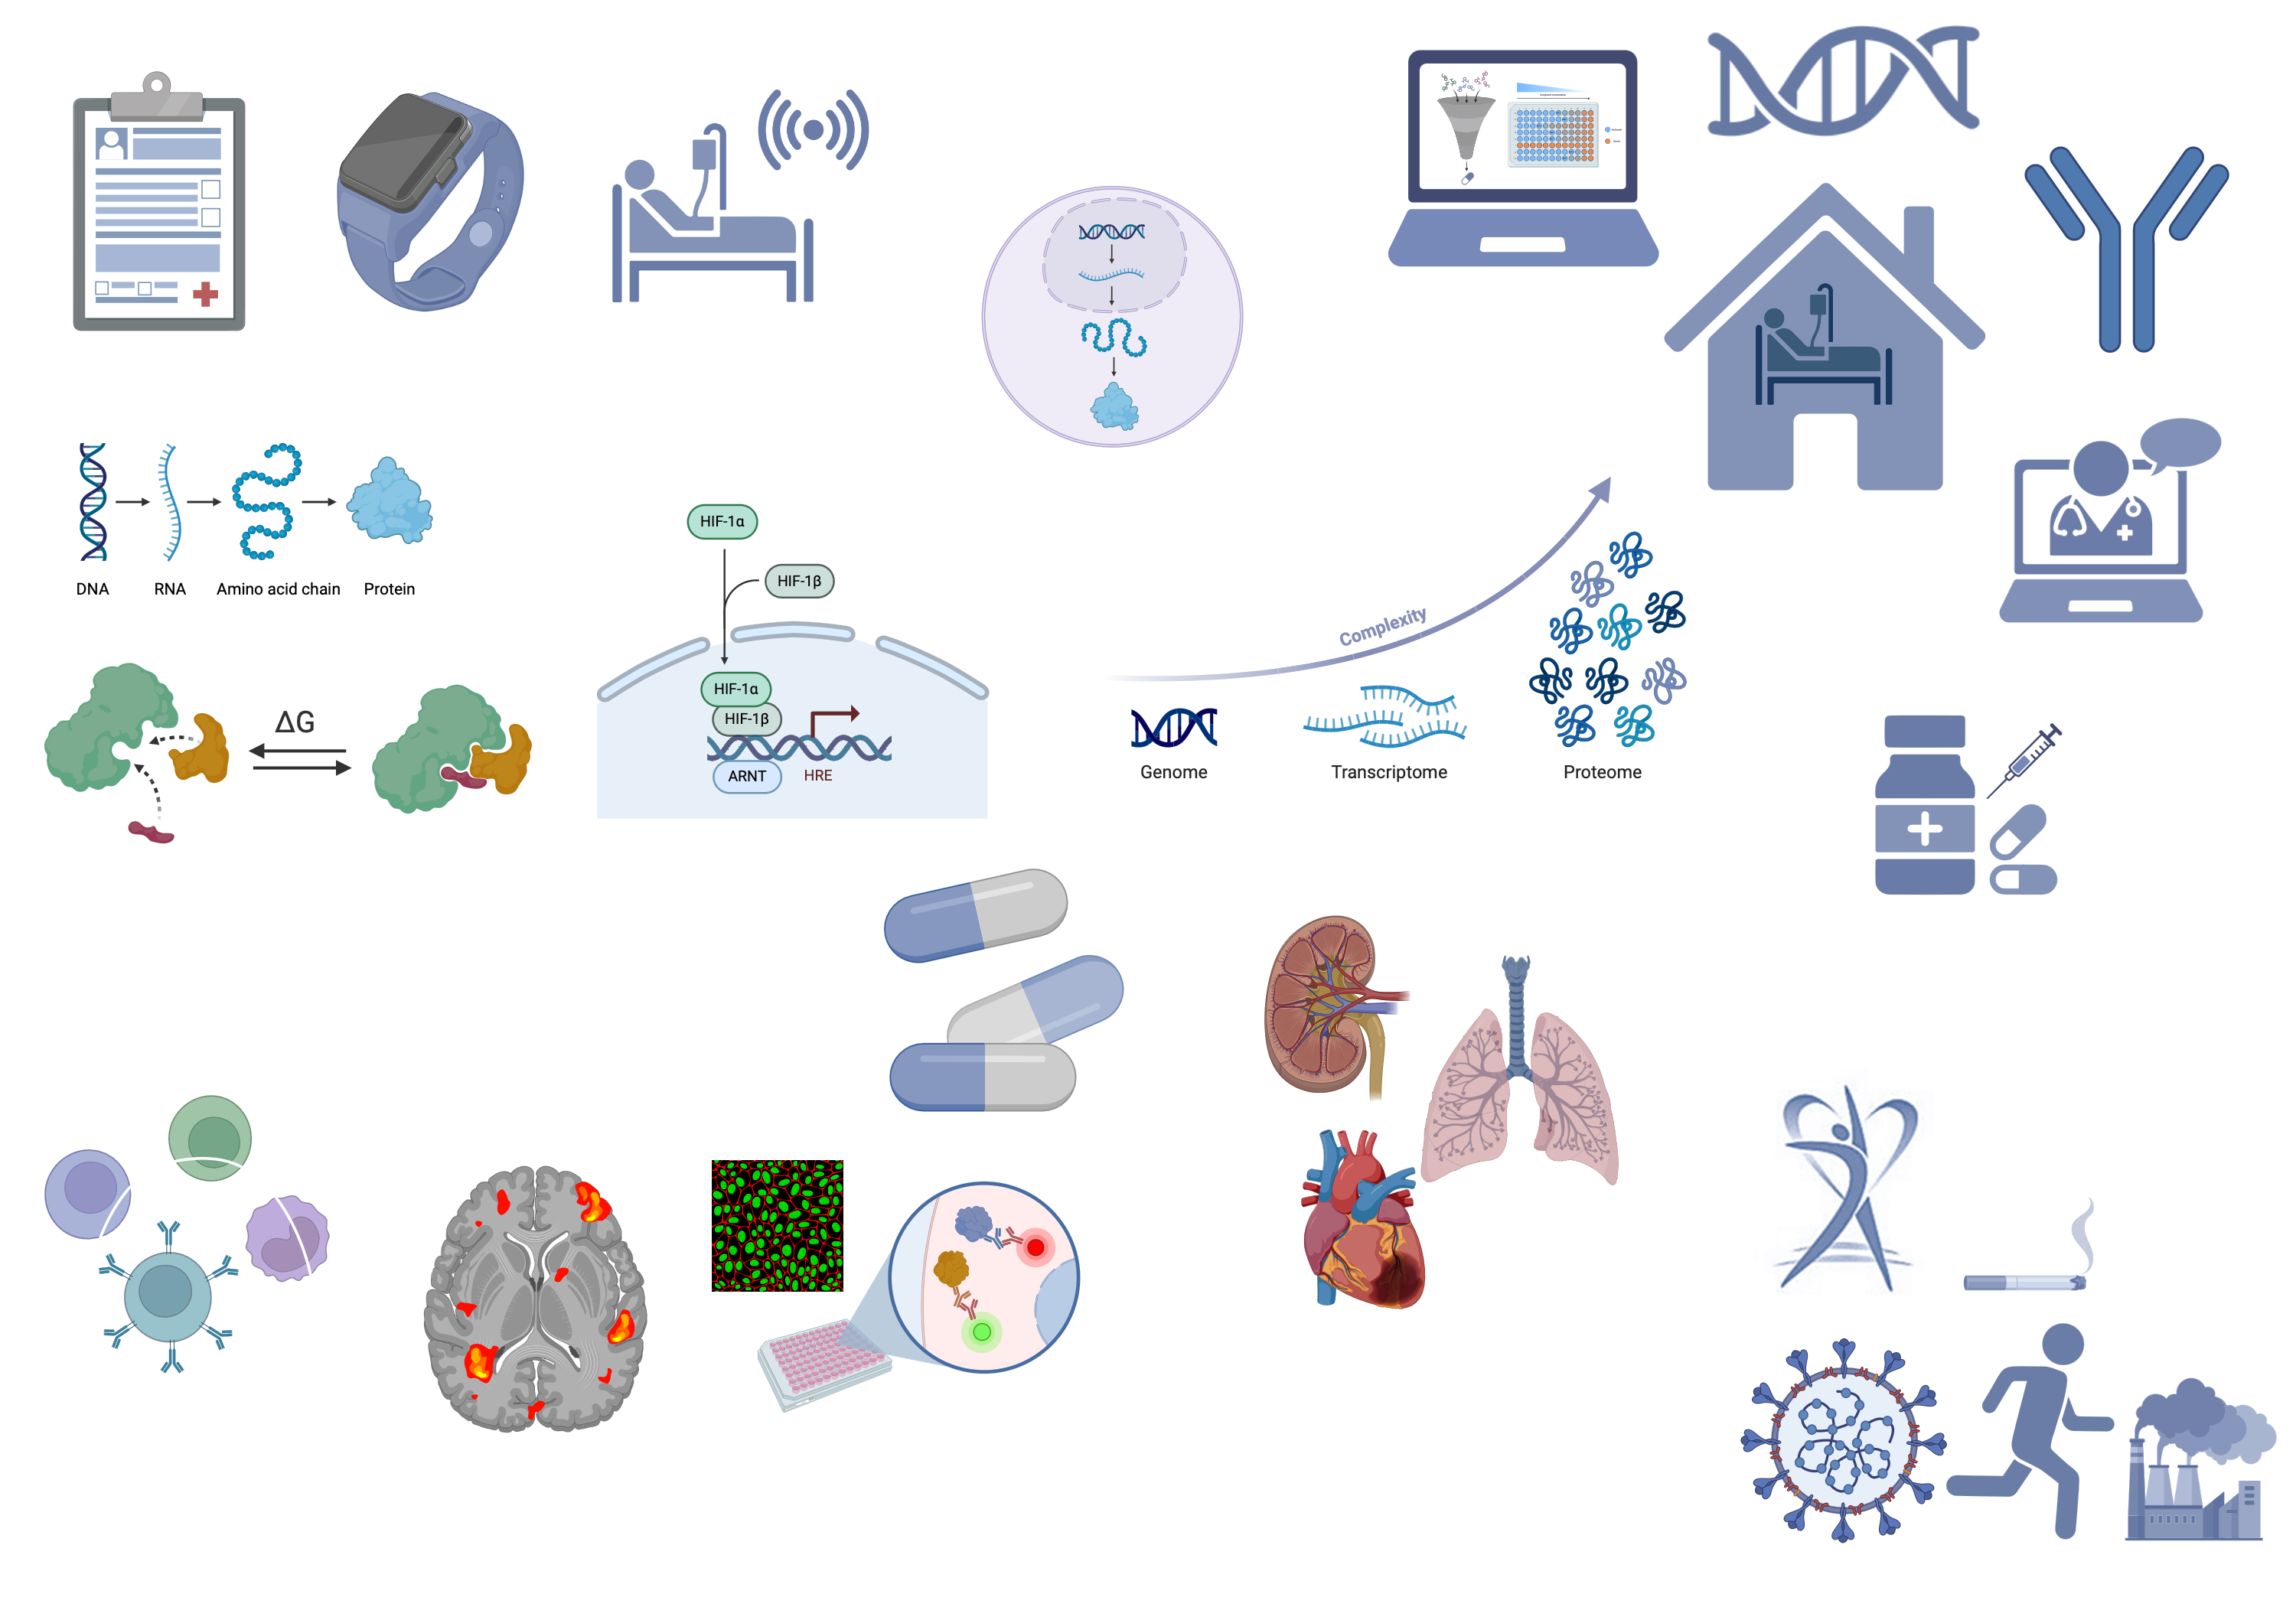 DNA
RNA
Amino acid chain
Protein
ΔG
HIF-1α
HIF-1β
HIF-1α
HIF-1β
ARNT
HRE
Complexity
Genome
Transcriptome
Proteome